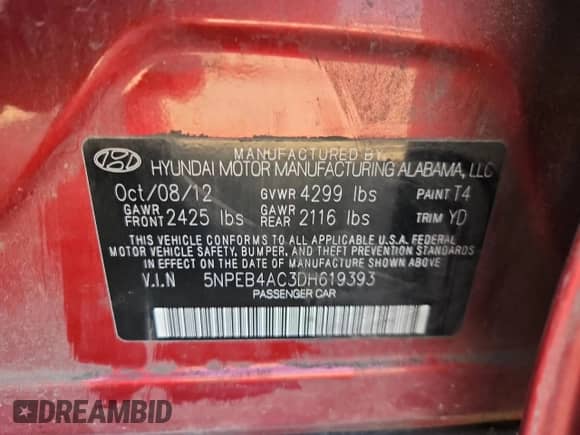 MANUFACTURED BY
HYUNDAI MOTOR MANUFACTURING ALABAMA, LLC
Oct/08/12 GVWR 4299 lbs PAINT T4
GAWR FRONT 2425 lbs GAWR REAR 2116 lbs TRIM YD
THIS VEHICLE CONFORMS TO ALL APPLICABLE U.S.A. FEDERAL
MOTOR VEHICLE SAFETY, BUMPER, AND THEFT PREVENTION STANDARDS
IN EFFECT ON THE DATE OF MANUFACTURE SHOWN ABOVE
V.I.N 5NPEB4AC3DH619393
PASSENGER CAR
DREAMBID